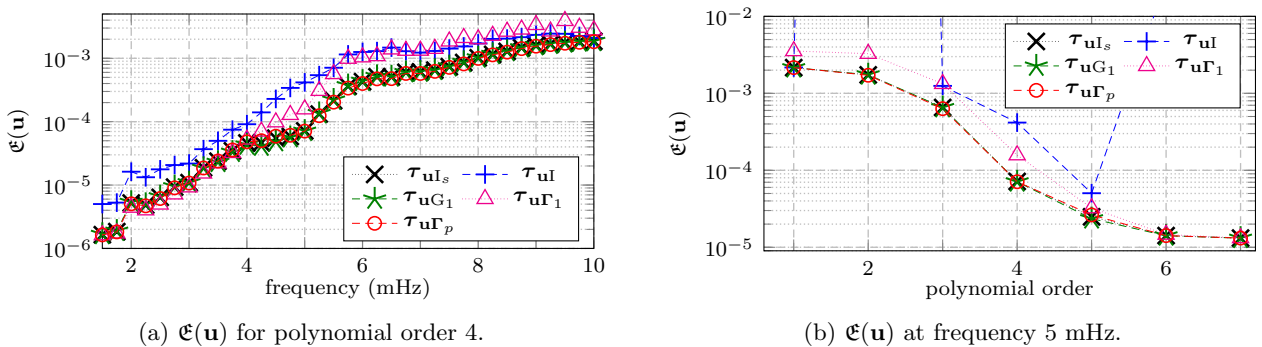 10⁻³
10⁻⁴
10⁻⁵
10⁻⁶
𝕰(𝐮)
2 4 6 8 10
frequency (mHz)
τ_{uI_s} τ_{uI}
τ_{uG_1} τ_{uΓ_1}
τ_{uΓ_p}
(a) 𝕰(𝐮) for polynomial order 4.
10⁻²
10⁻³
10⁻⁴
10⁻⁵
𝕰(𝐮)
2 4 6
polynomial order
τ_{uI_s} τ_{uI}
τ_{uG_1} τ_{uΓ_1}
τ_{uΓ_p}
(b) 𝕰(𝐮) at frequency 5 mHz.